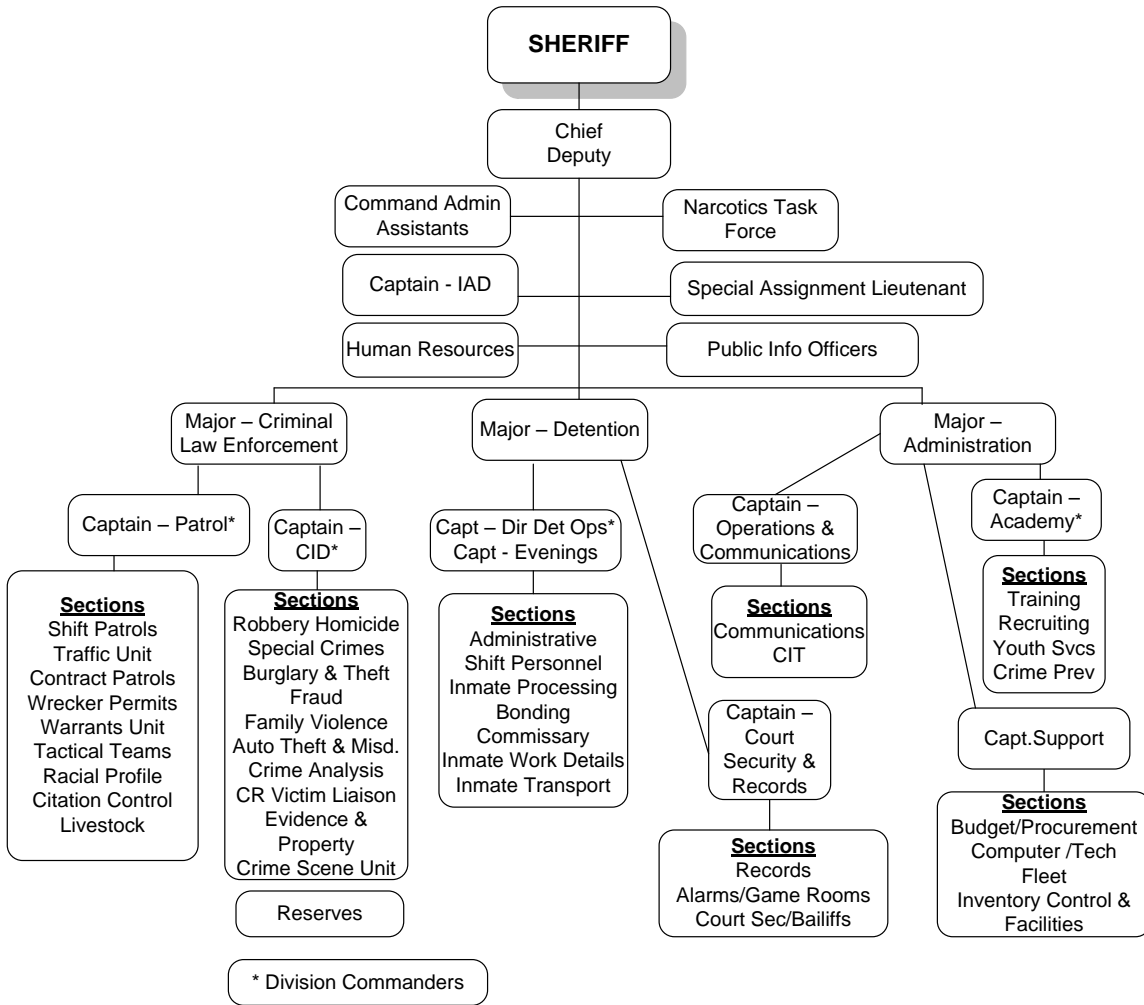 SHERIFF
Chief
Deputy
Command Admin
Assistants
Narcotics Task
Force
Captain - IAD
Special Assignment Lieutenant
Human Resources
Public Info Officers
Major – Criminal
Law Enforcement
Major – Detention
Major –
Administration
Captain – Patrol*
Captain –
CID*
Capt – Dir Det Ops*
Capt - Evenings
Captain –
Operations &
Communications
Captain –
Academy*
Sections
Shift Patrols
Traffic Unit
Contract Patrols
Wrecker Permits
Warrants Unit
Tactical Teams
Racial Profile
Citation Control
Livestock
Sections
Robbery Homicide
Special Crimes
Burglary & Theft
Fraud
Family Violence
Auto Theft & Misd.
Crime Analysis
CR Victim Liaison
Evidence &
Property
Crime Scene Unit
Sections
Administrative
Shift Personnel
Inmate Processing
Bonding
Commissary
Inmate Work Details
Inmate Transport
Sections
Communications
CIT
Sections
Training
Recruiting
Youth Svcs
Crime Prev
Captain –
Court
Security &
Records
Capt.Support
Sections
Records
Alarms/Game Rooms
Court Sec/Bailiffs
Sections
Budget/Procurement
Computer /Tech
Fleet
Inventory Control &
Facilities
Reserves
* Division Commanders